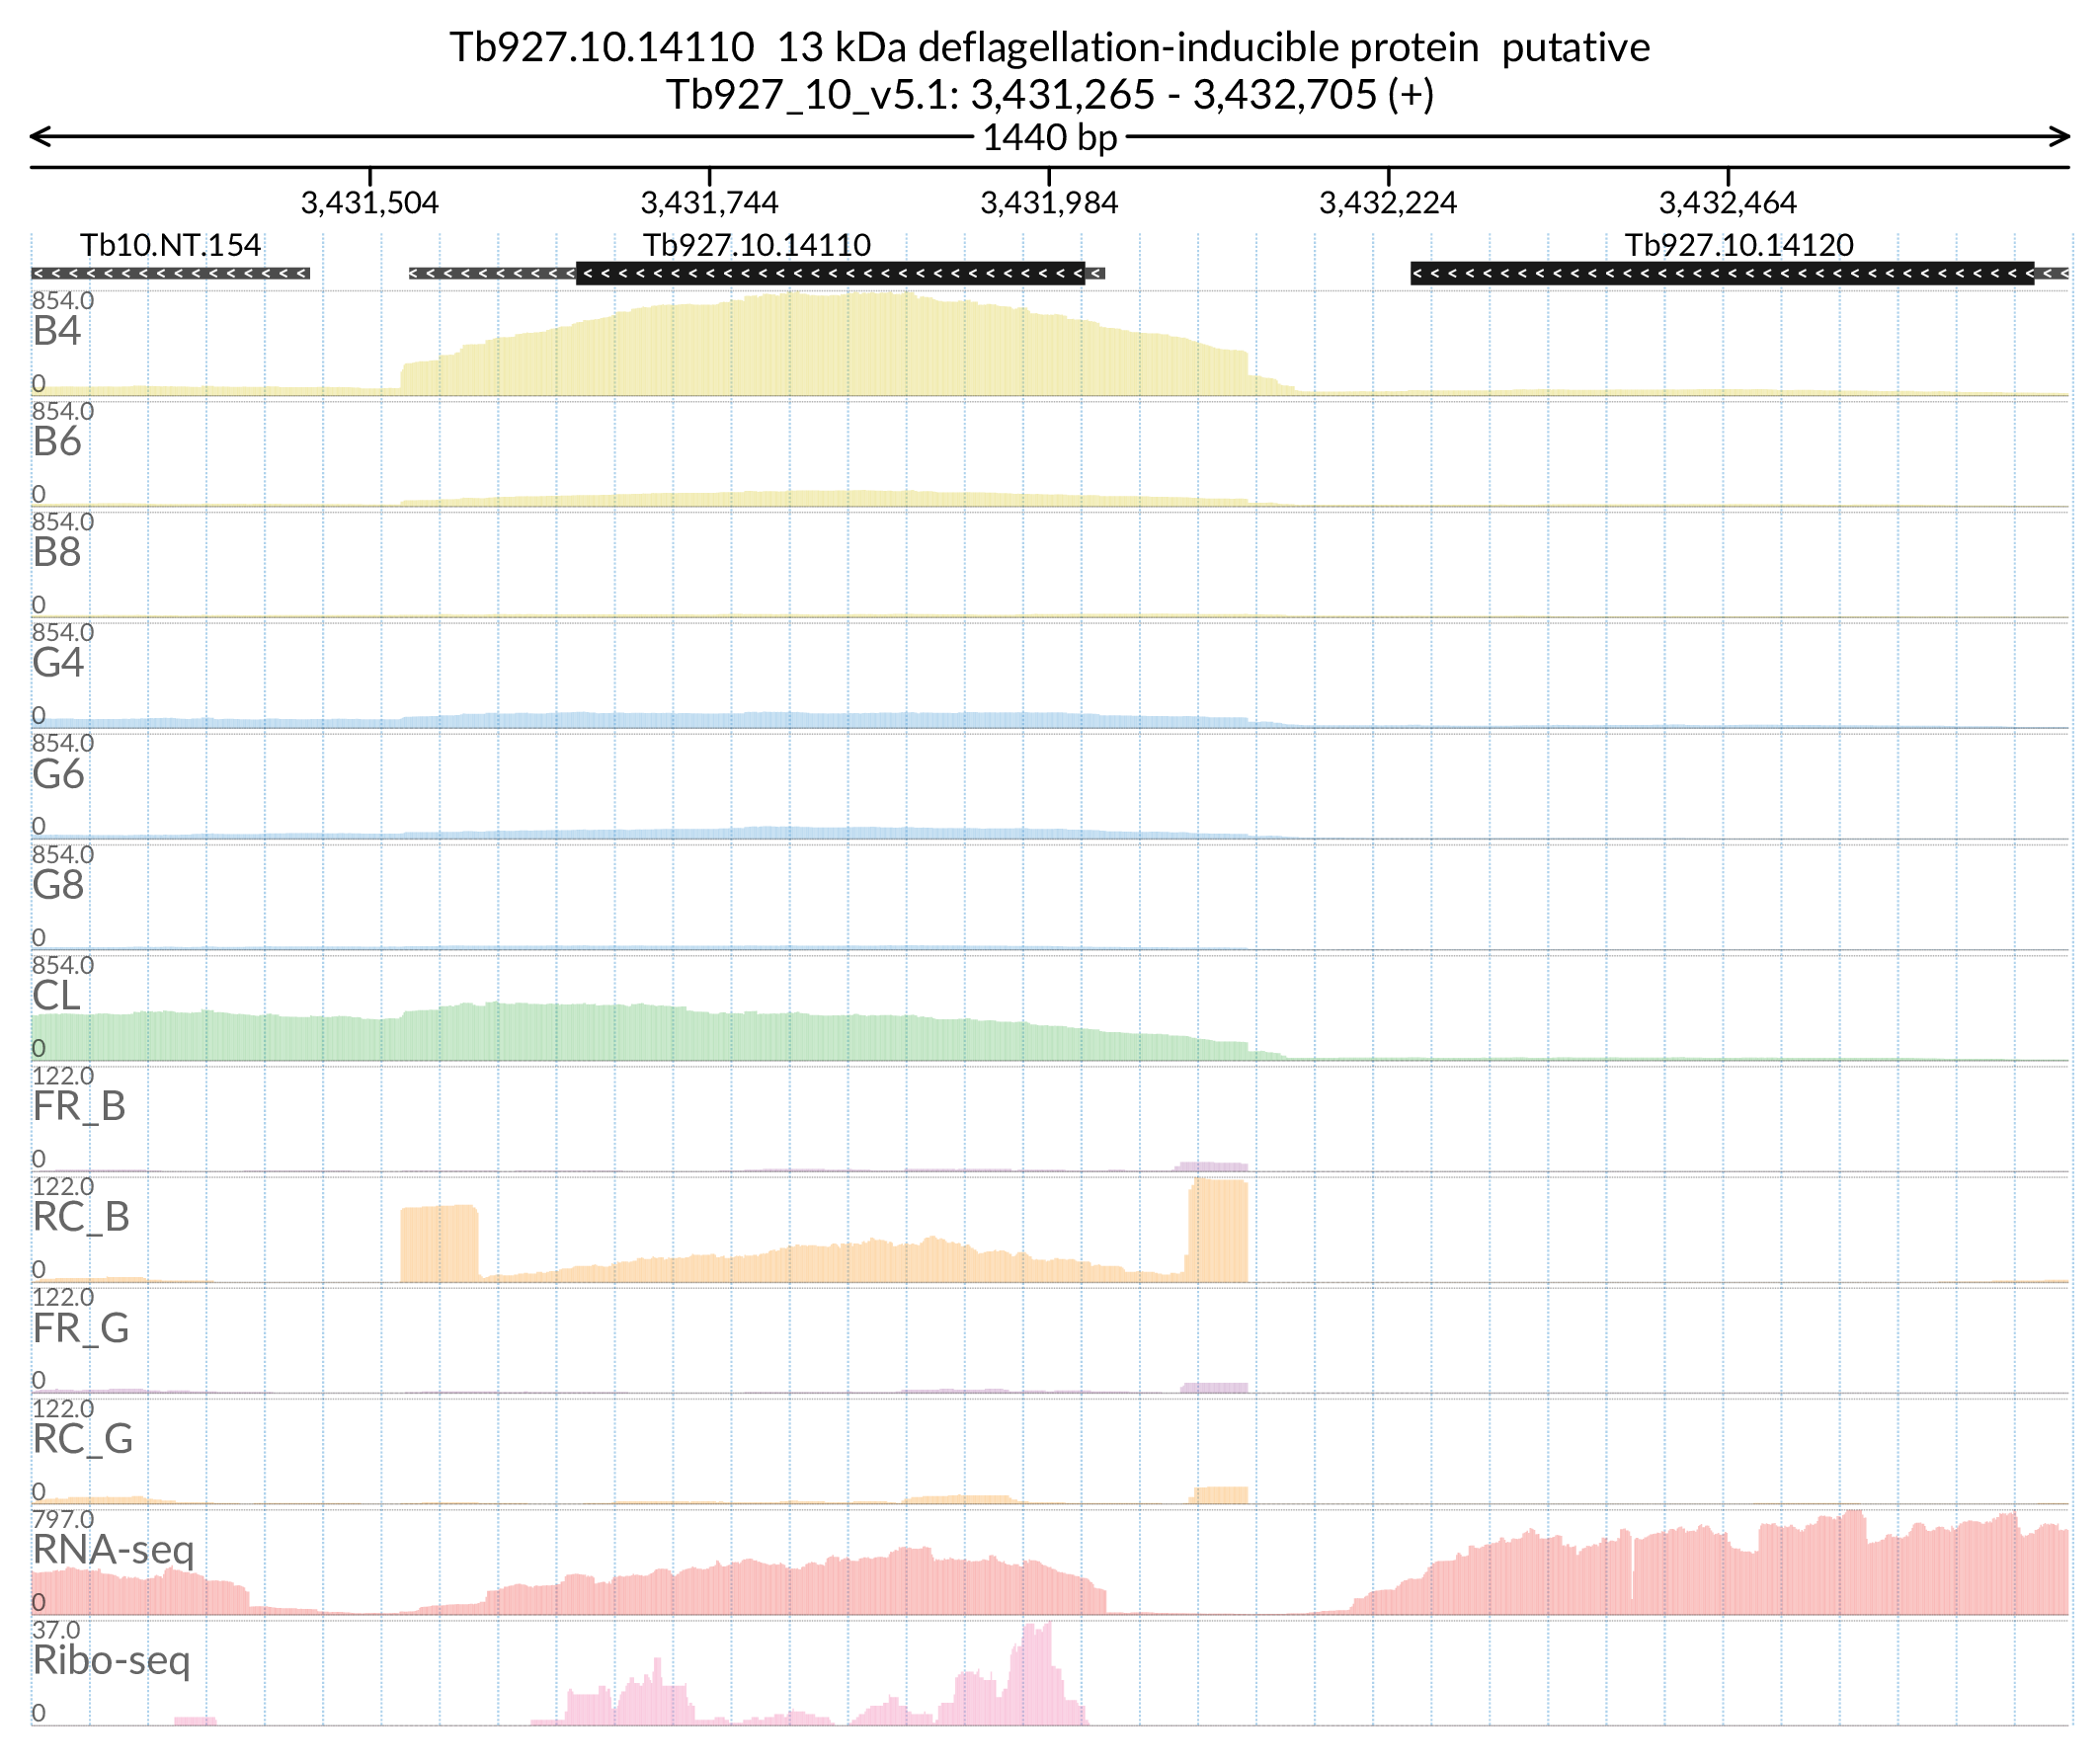 Tb927.10.14110  13 kDa deflagellation-inducible protein  putative
Tb927_10_v5.1: 3,431,265 - 3,432,705 (+)
1440 bp
3,431,504 3,431,744 3,431,984 3,432,224 3,432,464
Tb10.NT.154 Tb927.10.14110 Tb927.10.14120
854.0
B4
0
854.0
B6
0
854.0
B8
0
854.0
G4
0
854.0
G6
0
854.0
G8
0
854.0
CL
0
122.0
FR_B
0
122.0
RC_B
0
122.0
FR_G
0
122.0
RC_G
0
797.0
RNA-seq
0
37.0
Ribo-seq
0